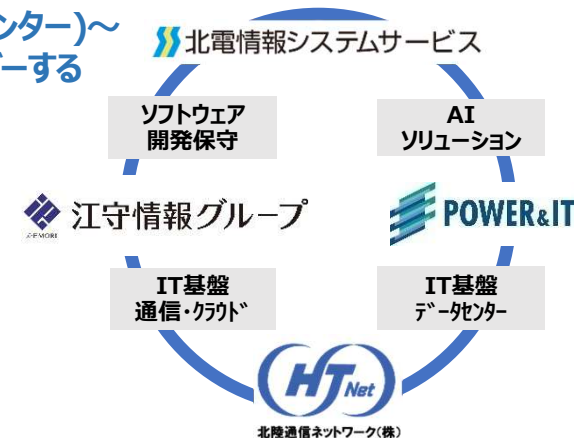 ンター)～
ーする
北電情報システムサービス
ソフトウェア
開発保守
AI
ソリューション
江守情報グループ
POWER&IT
IT基盤
通信・クラウド
IT基盤
データセンター
HTNet
北陸通信ネットワーク(株)